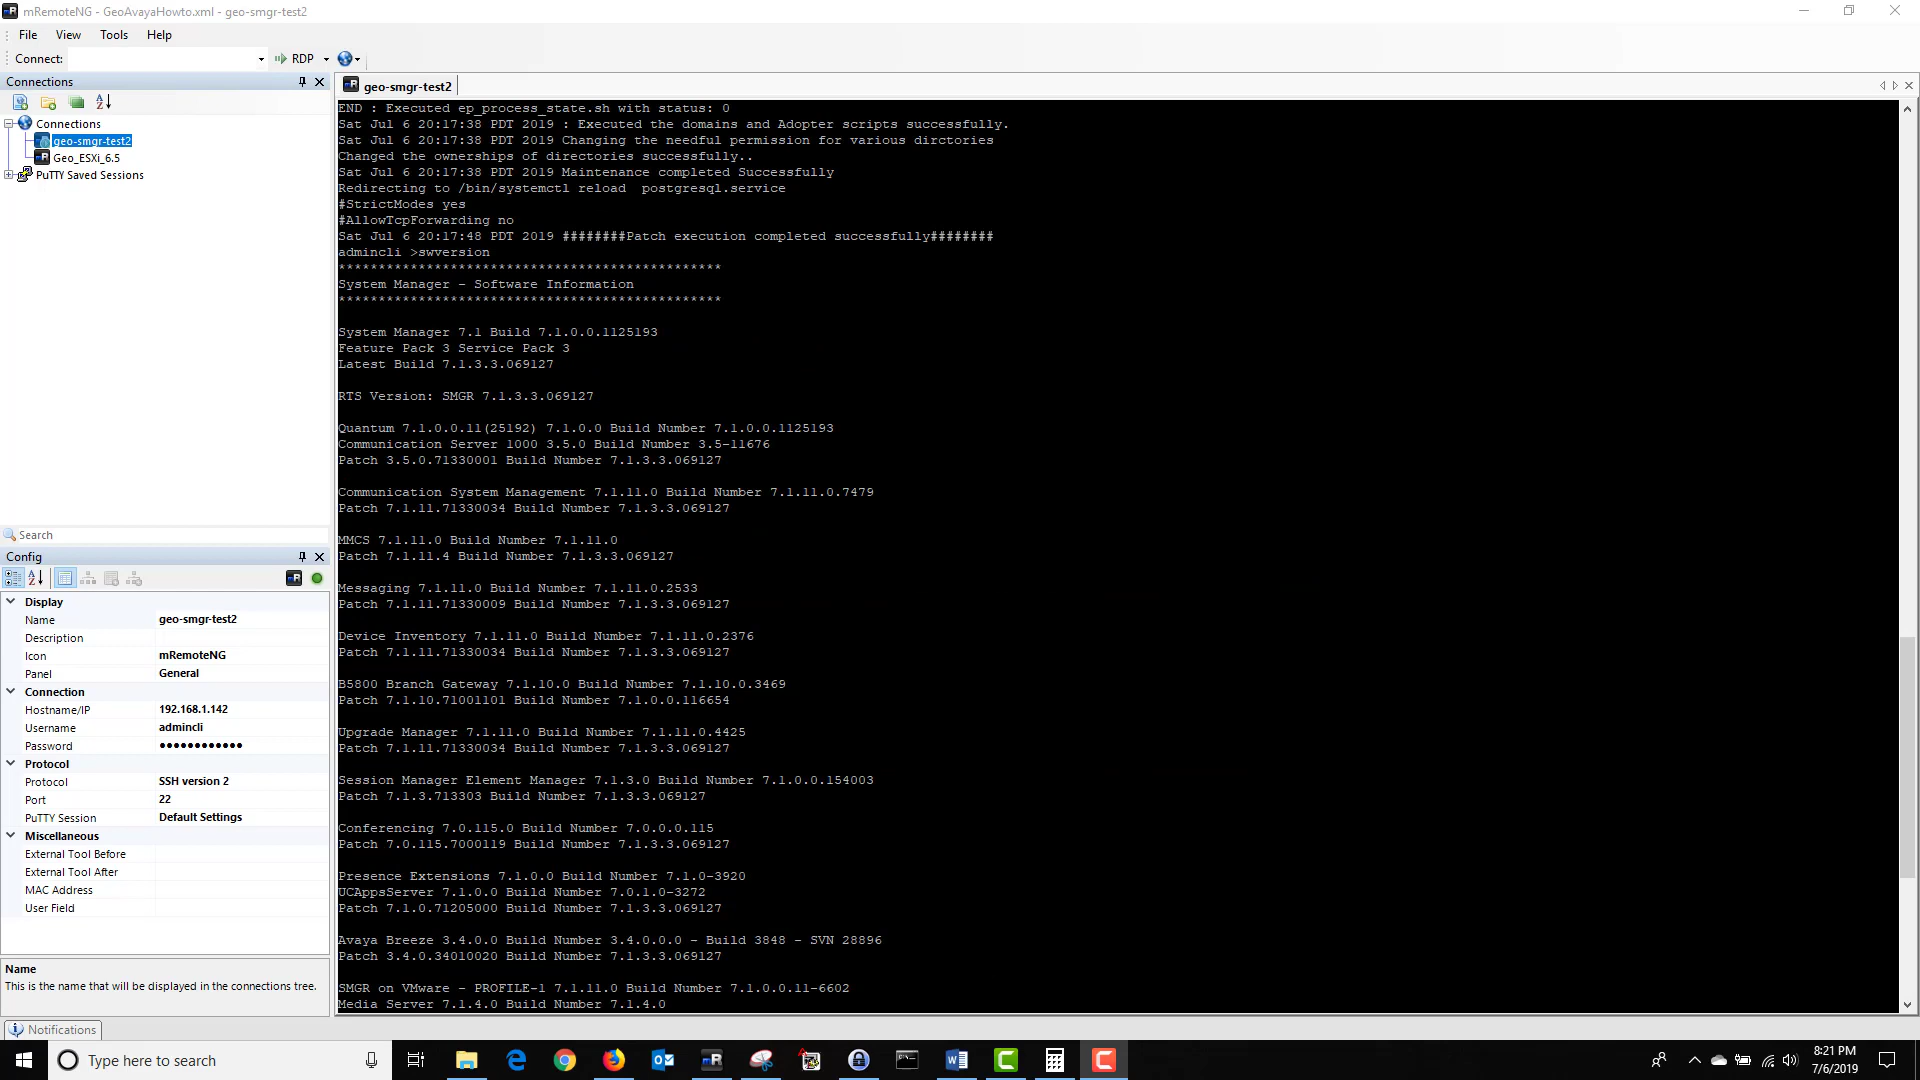 mRemoteNG - GeoAvayaHowto.xml - geo-smgr-test2
File View Tools Help
Connect: RDP
Connections
geo-smgr-test2
Connections
geo-smgr-test2
Geo_ESXi_6.5
PuTTY Saved Sessions
END : Executed ep_process_state.sh with status: 0
Sat Jul 6 20:17:38 PDT 2019 : Executed the domains and Adopter scripts successfully.
Sat Jul 6 20:17:38 PDT 2019 Changing the needful permission for various dirctories
Changed the ownerships of directories successfully..
Sat Jul 6 20:17:38 PDT 2019 Maintenance completed Successfully
Redirecting to /bin/systemctl reload  postgresql.service
#StrictModes yes
#AllowTcpForwarding no
Sat Jul 6 20:17:48 PDT 2019 ########Patch execution completed successfully########
admincli >swversion
************************************************
System Manager - Software Information
************************************************
System Manager 7.1 Build 7.1.0.0.1125193
Feature Pack 3 Service Pack 3
Latest Build 7.1.3.3.069127
RTS Version: SMGR 7.1.3.3.069127
Quantum 7.1.0.0.11(25192) 7.1.0.0 Build Number 7.1.0.0.1125193
Communication Server 1000 3.5.0 Build Number 3.5-11676
Patch 3.5.0.71330001 Build Number 7.1.3.3.069127
Communication System Management 7.1.11.0 Build Number 7.1.11.0.7479
Patch 7.1.11.71330034 Build Number 7.1.3.3.069127
MMCS 7.1.11.0 Build Number 7.1.11.0
Patch 7.1.11.4 Build Number 7.1.3.3.069127
Messaging 7.1.11.0 Build Number 7.1.11.0.2533
Patch 7.1.11.71330009 Build Number 7.1.3.3.069127
Device Inventory 7.1.11.0 Build Number 7.1.11.0.2376
Patch 7.1.11.71330034 Build Number 7.1.3.3.069127
B5800 Branch Gateway 7.1.10.0 Build Number 7.1.10.0.3469
Patch 7.1.10.71001101 Build Number 7.1.0.0.116654
Upgrade Manager 7.1.11.0 Build Number 7.1.11.0.4425
Patch 7.1.11.71330034 Build Number 7.1.3.3.069127
Session Manager Element Manager 7.1.3.0 Build Number 7.1.0.0.154003
Patch 7.1.3.713303 Build Number 7.1.3.3.069127
Conferencing 7.0.115.0 Build Number 7.0.0.0.115
Patch 7.0.115.7000119 Build Number 7.1.3.3.069127
Presence Extensions 7.1.0.0 Build Number 7.1.0-3920
UCAppsServer 7.1.0.0 Build Number 7.0.1.0-3272
Patch 7.1.0.71205000 Build Number 7.1.3.3.069127
Avaya Breeze 3.4.0.0 Build Number 3.4.0.0.0 - Build 3848 - SVN 28896
Patch 3.4.0.34010020 Build Number 7.1.3.3.069127
SMGR on VMware - PROFILE-1 7.1.11.0 Build Number 7.1.0.0.11-6602
Media Server 7.1.4.0 Build Number 7.1.4.0
Search
Config
Display
Name geo-smgr-test2
Description
Icon mRemoteNG
Panel General
Connection
Hostname/IP 192.168.1.142
Username admincli
Password ●●●●●●●●●●●●
Protocol
Protocol SSH version 2
Port 22
PuTTY Session Default Settings
Miscellaneous
External Tool Before
External Tool After
MAC Address
User Field
Name
This is the name that will be displayed in the connections tree.
Notifications
Type here to search
8:21 PM
7/6/2019